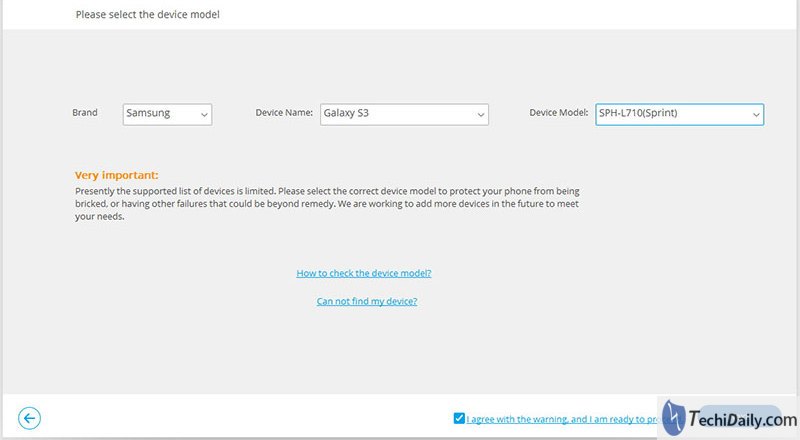 Please select the device model
Brand Samsung Device Name: Galaxy S3 Device Model: SPH-L710(Sprint)
Very important:
Presently the supported list of devices is limited. Please select the correct device model to protect your phone from being
bricked, or having other failures that could be beyond remedy. We are working to add more devices in the future to meet
your needs.
How to check the device model?
Can not find my device?
I agree with the warning, and I am ready to
TechiDaily.com